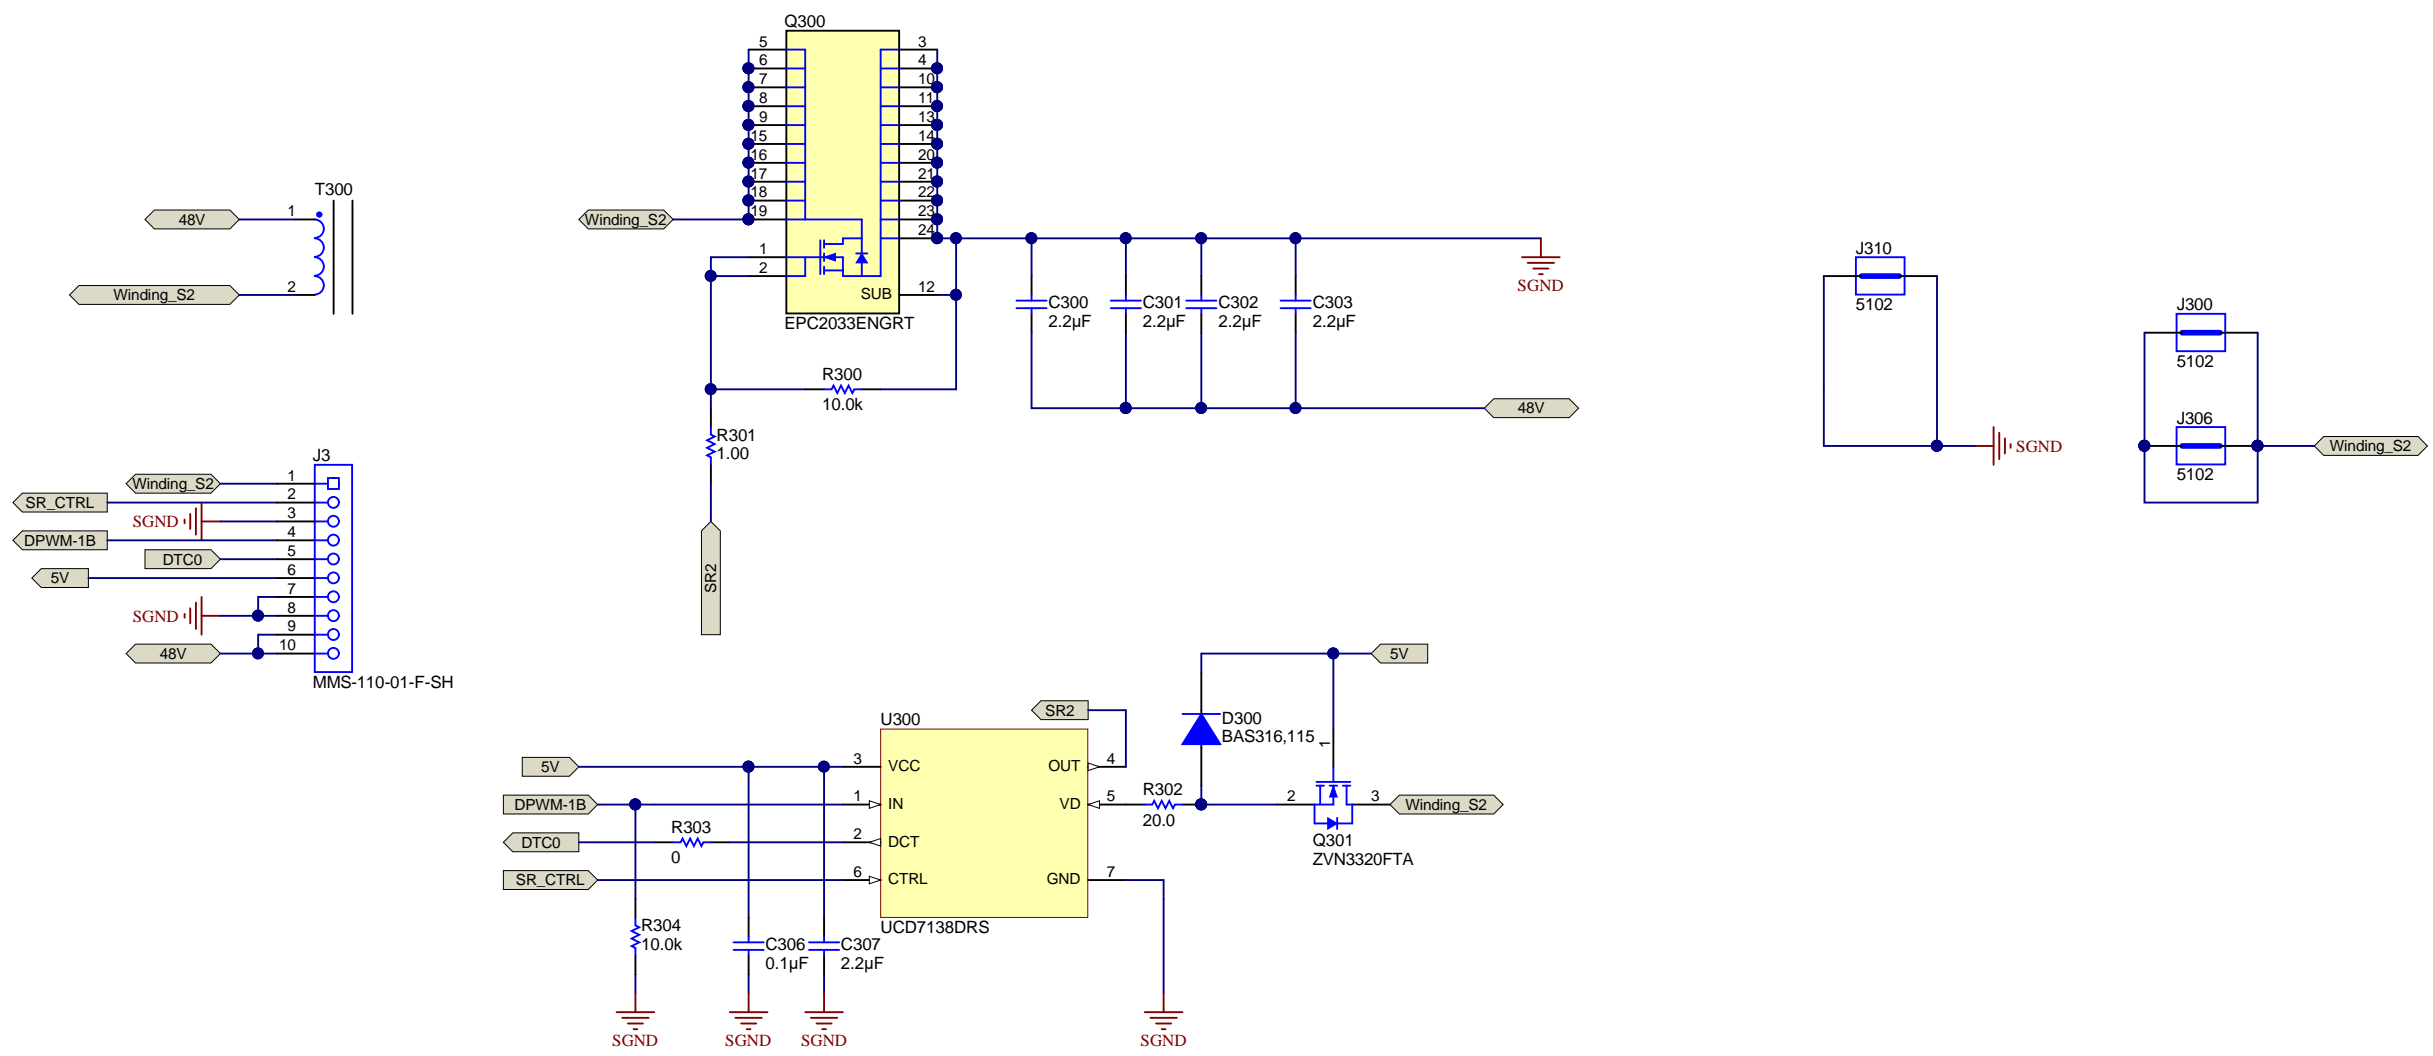 Q300
5
6
7
8
9
15
16
17
18
19
1
2
3
4
10
11
13
14
20
21
22
23
24
SUB
12
EPC2033ENGRT
Winding_S2
T300
48V
1
Winding_S2
2
R300
10.0k
R301
1.00
SR2
C300
2.2µF
C301
2.2µF
C302
2.2µF
C303
2.2µF
SGND
48V
J310
5102
SGND
J300
5102
J306
5102
Winding_S2
J3
Winding_S2
1
SR_CTRL
2
SGND
3
DPWM-1B
4
DTC0
5
5V
6
7
SGND
8
9
48V
10
MMS-110-01-F-SH
U300
SR2
5V
3
VCC
OUT
4
DPWM-1B
1
IN
VD
5
DTC0
R303
0
2
DCT
SR_CTRL
6
CTRL
GND
7
UCD7138DRS
R304
10.0k
C306
0.1µF
C307
2.2µF
SGND
SGND
SGND
SGND
5V
D300
BAS316,115
1
R302
20.0
2
3
Winding_S2
Q301
ZVN3320FTA